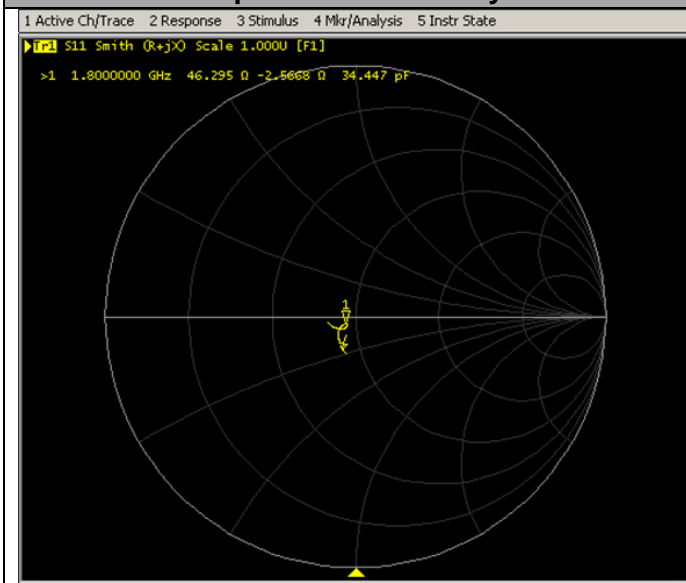 1 Active Ch/Trace 2 Response 3 Stimulus 4 Mkr/Analysis 5 Instr State
Tr1 S11 Smith (R+jX) Scale 1.000U [F1]
>1 1.8000000 GHz 46.295 Ω -2.5668 Ω 34.447 pF
1